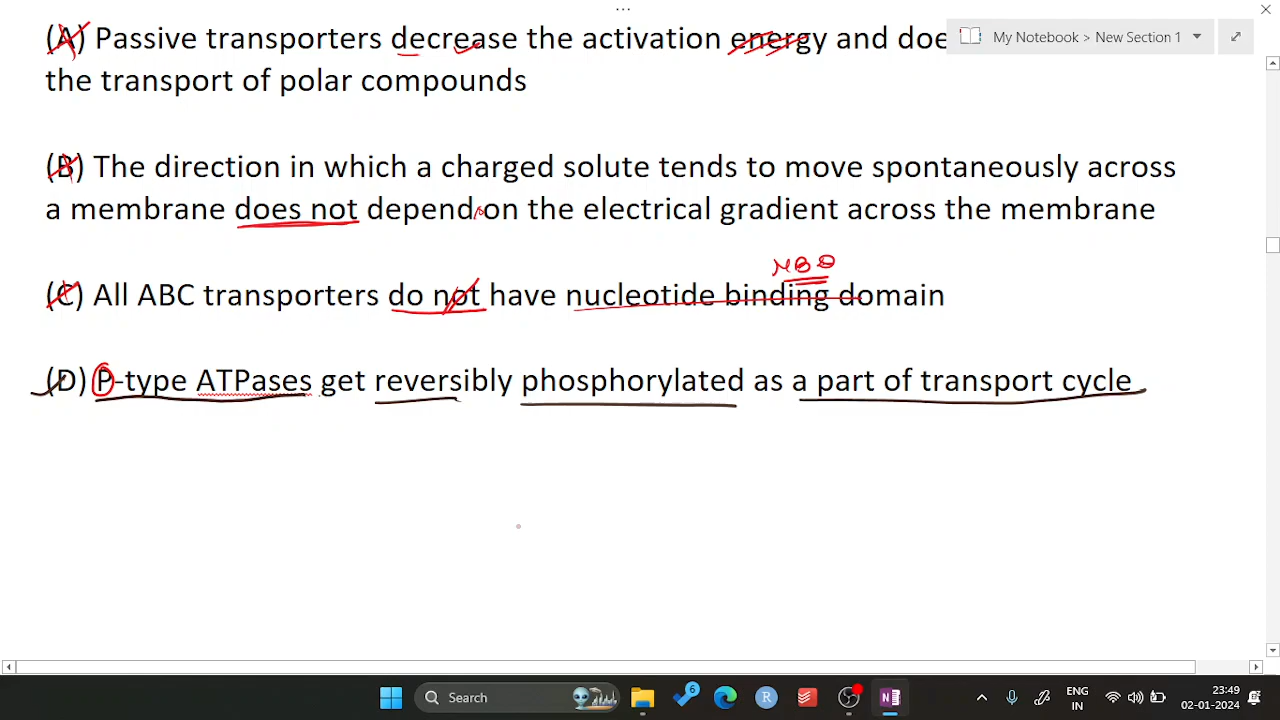 ...
(A) Passive transporters decrease the activation energy and doe
My Notebook > New Section 1
the transport of polar compounds
(B) The direction in which a charged solute tends to move spontaneously across
a membrane does not depend on the electrical gradient across the membrane
NBD
(C) All ABC transporters do not have nucleotide binding domain
(D) P-type ATPases get reversibly phosphorylated as a part of transport cycle
Search
6
R
N
ENG
IN
23:49
02-01-2024